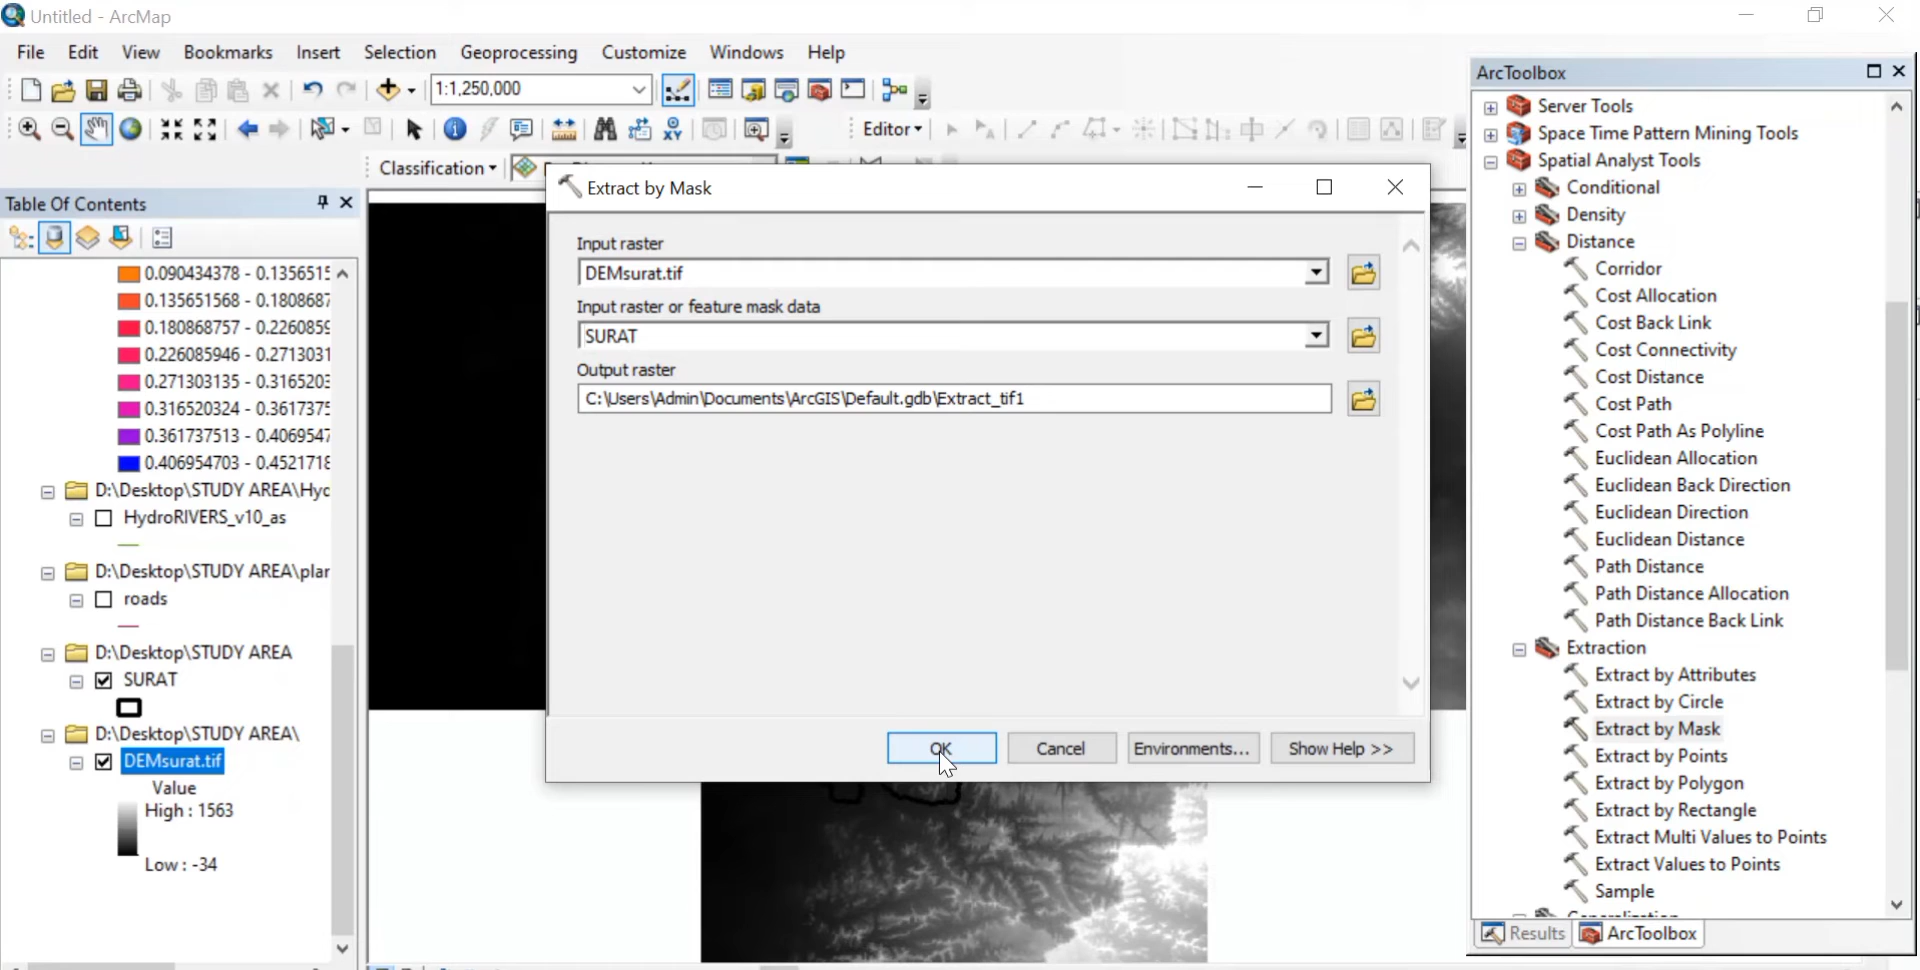 Untitled - ArcMap
File Edit View Bookmarks Insert Selection Geoprocessing Customize Windows Help
1:1,250,000
Editor
Classification
Table Of Contents
0.090434378 - 0.1356515
0.135651568 - 0.1808687
0.180868757 - 0.2260859
0.226085946 - 0.2713031
0.271303135 - 0.3165203
0.316520324 - 0.3617375
0.361737513 - 0.4069547
0.406954703 - 0.4521718
D:\Desktop\STUDY AREA\Hyd
HydroRIVERS_v10_as
D:\Desktop\STUDY AREA\plan
roads
D:\Desktop\STUDY AREA
SURAT
D:\Desktop\STUDY AREA\
DEMsurat.tif
Value
High : 1563
Low : -34
Extract by Mask
Input raster
DEMsurat.tif
Input raster or feature mask data
SURAT
Output raster
C:\Users\Admin\Documents\ArcGIS\Default.gdb\Extract_tif1
OK Cancel Environments... Show Help >>
ArcToolbox
Server Tools
Space Time Pattern Mining Tools
Spatial Analyst Tools
Conditional
Density
Distance
Corridor
Cost Allocation
Cost Back Link
Cost Connectivity
Cost Distance
Cost Path
Cost Path As Polyline
Euclidean Allocation
Euclidean Back Direction
Euclidean Direction
Euclidean Distance
Path Distance
Path Distance Allocation
Path Distance Back Link
Extraction
Extract by Attributes
Extract by Circle
Extract by Mask
Extract by Points
Extract by Polygon
Extract by Rectangle
Extract Multi Values to Points
Extract Values to Points
Sample
Generalization
Results ArcToolbox